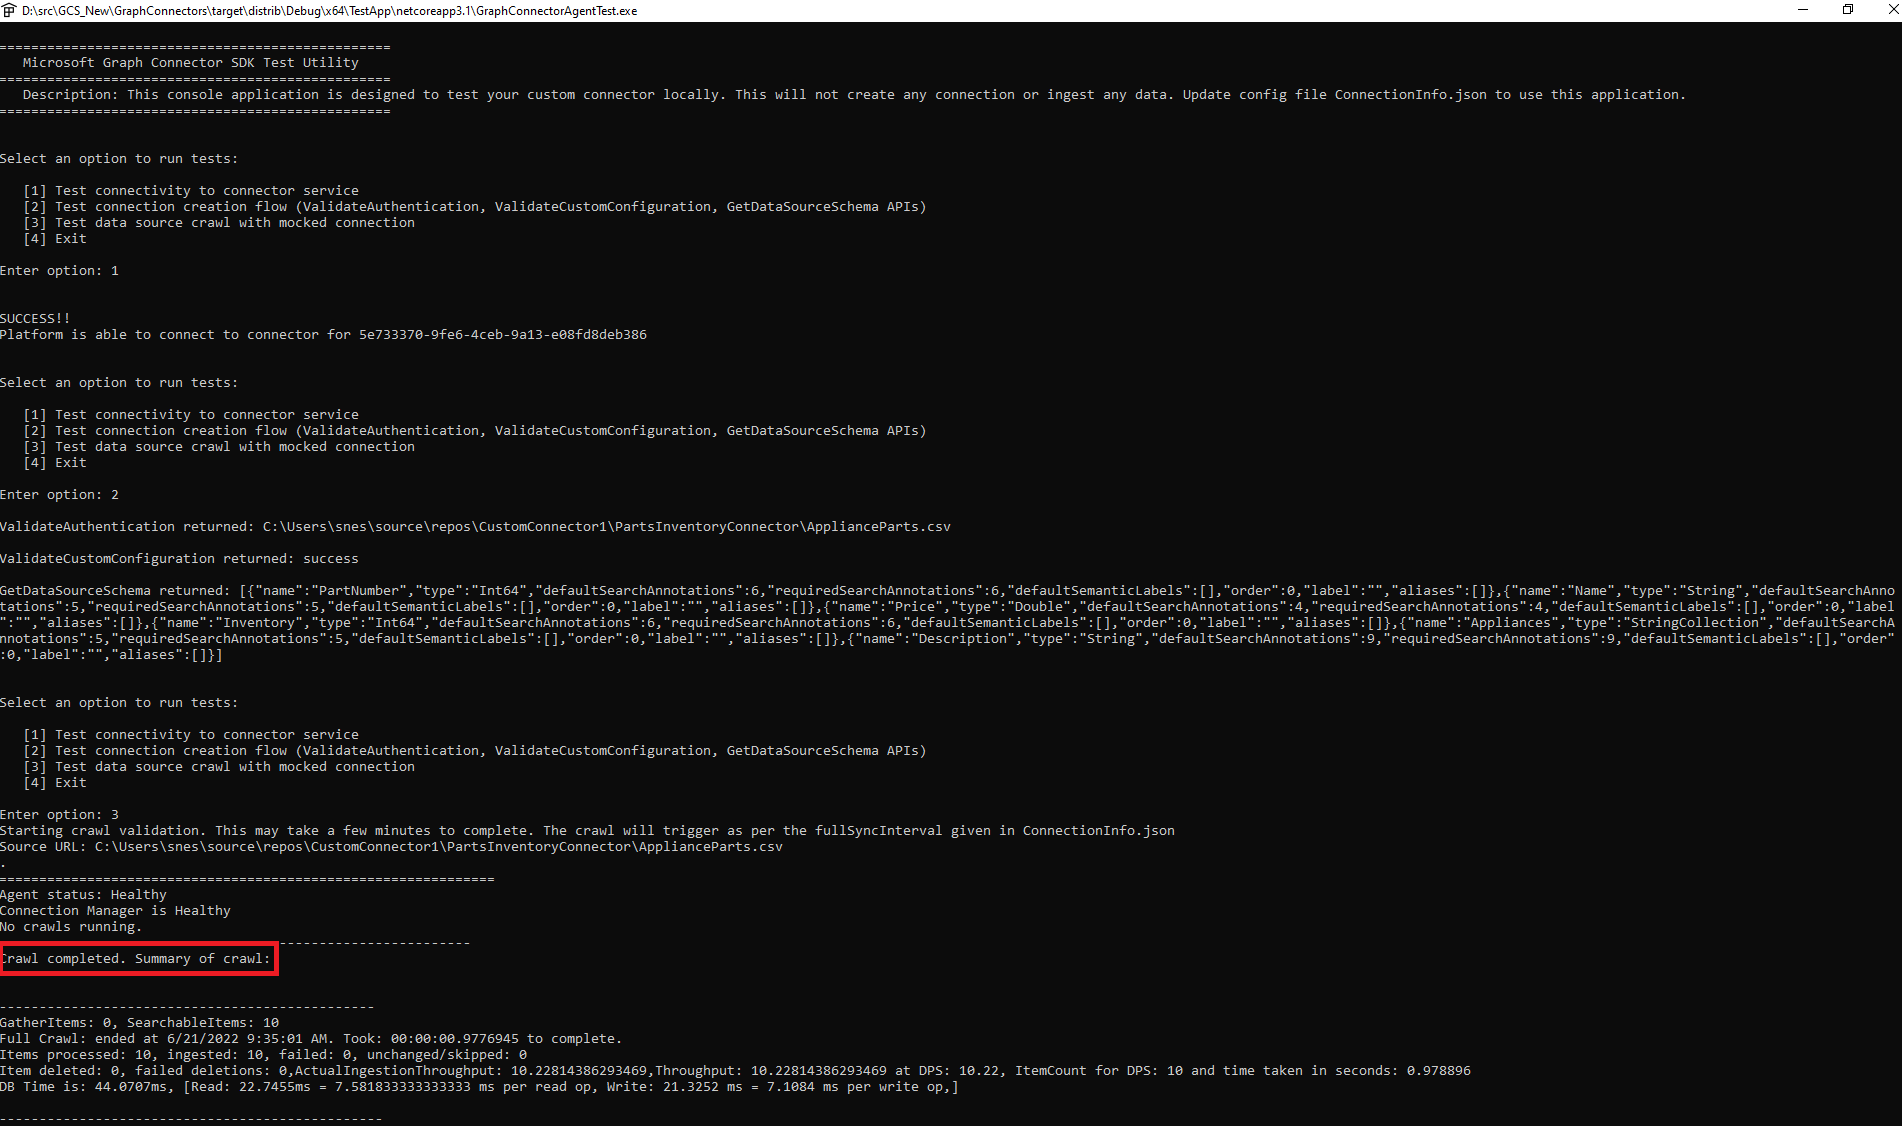 D:\src\GCS_New\GraphConnectors\target\distrib\Debug\x64\TestApp\netcoreapp3.1\GraphConnectorAgentTest.exe
=================================================
Microsoft Graph Connector SDK Test Utility
=================================================
Description: This console application is designed to test your custom connector locally. This will not create any connection or ingest any data. Update config file ConnectionInfo.json to use this application.
=================================================
Select an option to run tests:
[1] Test connectivity to connector service
[2] Test connection creation flow (ValidateAuthentication, ValidateCustomConfiguration, GetDataSourceSchema APIs)
[3] Test data source crawl with mocked connection
[4] Exit
Enter option: 1
SUCCESS!!
Platform is able to connect to connector for 5e733370-9fe6-4ceb-9a13-e08fd8deb386
Select an option to run tests:
[1] Test connectivity to connector service
[2] Test connection creation flow (ValidateAuthentication, ValidateCustomConfiguration, GetDataSourceSchema APIs)
[3] Test data source crawl with mocked connection
[4] Exit
Enter option: 2
ValidateAuthentication returned: C:\Users\snes\source\repos\CustomConnector1\PartsInventoryConnector\ApplianceParts.csv
ValidateCustomConfiguration returned: success
GetDataSourceSchema returned: [{"name":"PartNumber","type":"Int64","defaultSearchAnnotations":6,"requiredSearchAnnotations":6,"defaultSemanticLabels":[],"order":0,"label":"","aliases":[]},{"name":"Name","type":"String","defaultSearchAnno
tations":5,"requiredSearchAnnotations":5,"defaultSemanticLabels":[],"order":0,"label":"","aliases":[]},{"name":"Price","type":"Double","defaultSearchAnnotations":4,"requiredSearchAnnotations":4,"defaultSemanticLabels":[],"order":0,"label
":"","aliases":[]},{"name":"Inventory","type":"Int64","defaultSearchAnnotations":6,"requiredSearchAnnotations":6,"defaultSemanticLabels":[],"order":0,"label":"","aliases":[]},{"name":"Appliances","type":"StringCollection","defaultSearchA
nnotations":5,"requiredSearchAnnotations":5,"defaultSemanticLabels":[],"order":0,"label":"","aliases":[]},{"name":"Description","type":"String","defaultSearchAnnotations":9,"requiredSearchAnnotations":9,"defaultSemanticLabels":[],"order"
:0,"label":"","aliases":[]}]
Select an option to run tests:
[1] Test connectivity to connector service
[2] Test connection creation flow (ValidateAuthentication, ValidateCustomConfiguration, GetDataSourceSchema APIs)
[3] Test data source crawl with mocked connection
[4] Exit
Enter option: 3
Starting crawl validation. This may take a few minutes to complete. The crawl will trigger as per the fullSyncInterval given in ConnectionInfo.json
Source URL: C:\Users\snes\source\repos\CustomConnector1\PartsInventoryConnector\ApplianceParts.csv
.
==============================================================
Agent status: Healthy
Connection Manager is Healthy
No crawls running.
------------------------
Crawl completed. Summary of crawl:
-----------------------------------------------
GatherItems: 0, SearchableItems: 10
Full Crawl: ended at 6/21/2022 9:35:01 AM. Took: 00:00:00.9776945 to complete.
Items processed: 10, ingested: 10, failed: 0, unchanged/skipped: 0
Item deleted: 0, failed deletions: 0,ActualIngestionThroughput: 10.22814386293469,Throughput: 10.22814386293469 at DPS: 10.22, ItemCount for DPS: 10 and time taken in seconds: 0.978896
DB Time is: 44.0707ms, [Read: 22.7455ms = 7.581833333333333 ms per read op, Write: 21.3252 ms = 7.1084 ms per write op,]
------------------------------------------------